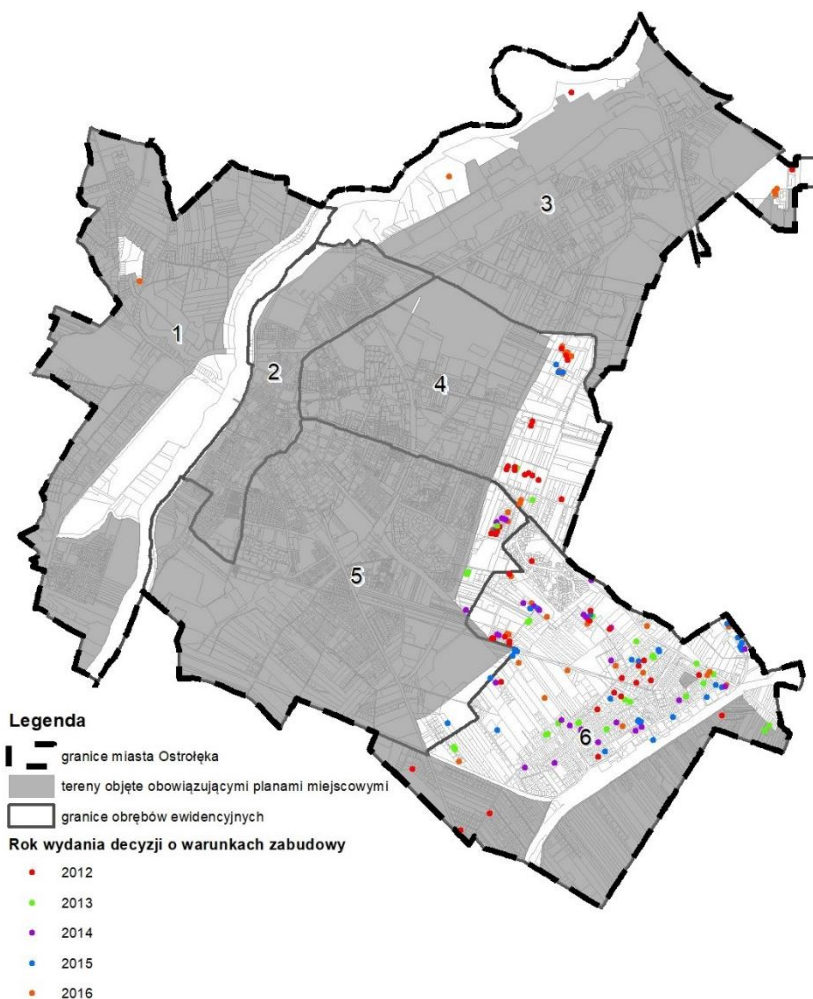 3
1
2
4
5
6
Legenda
granice miasta Ostrołęka
tereny objęte obowiązującymi planami miejscowymi
granice obrębów ewidencyjnych
Rok wydania decyzji o warunkach zabudowy
2012
2013
2014
2015
2016